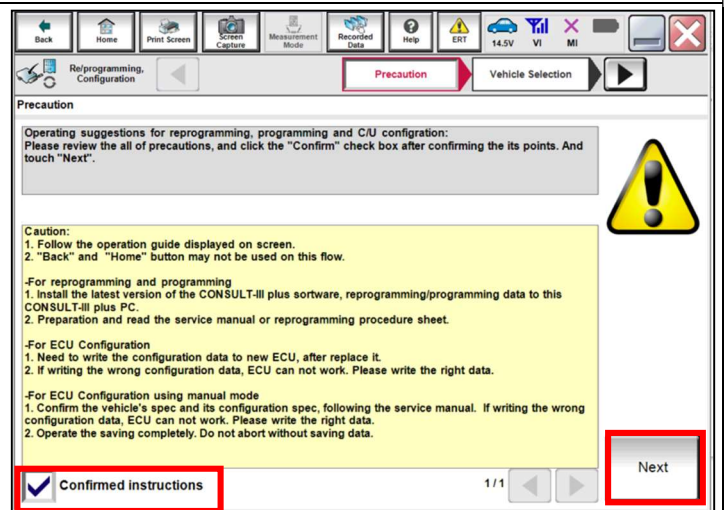 Back
Home
Print Screen
Screen
Capture
Measurement
Mode
Recorded
Data
Help
ERT
14.5V
VI
MI
Re/programming,
Configuration
Precaution
Vehicle Selection
Precaution
Operating suggestions for reprogramming, programming and C/U configration:
Please review the all of precautions, and click the "Confirm" check box after confirming the its points. And
touch "Next".
Caution:
1. Follow the operation guide displayed on screen.
2. "Back" and "Home" button may not be used on this flow.
-For reprogramming and programming
1. Install the latest version of the CONSULT-III plus sortware, reprogramming/programming data to this
CONSULT-III plus PC.
2. Preparation and read the service manual or reprogramming procedure sheet.
-For ECU Configuration
1. Need to write the configuration data to new ECU, after replace it.
2. If writing the wrong configuration data, ECU can not work. Please write the right data.
-For ECU Configuration using manual mode
1. Confirm the vehicle's spec and its configuration spec, following the service manual. If writing the wrong
configuration data, ECU can not work. Please write the right data.
2. Operate the saving completely. Do not abort without saving data.
Confirmed instructions
1/1
Next